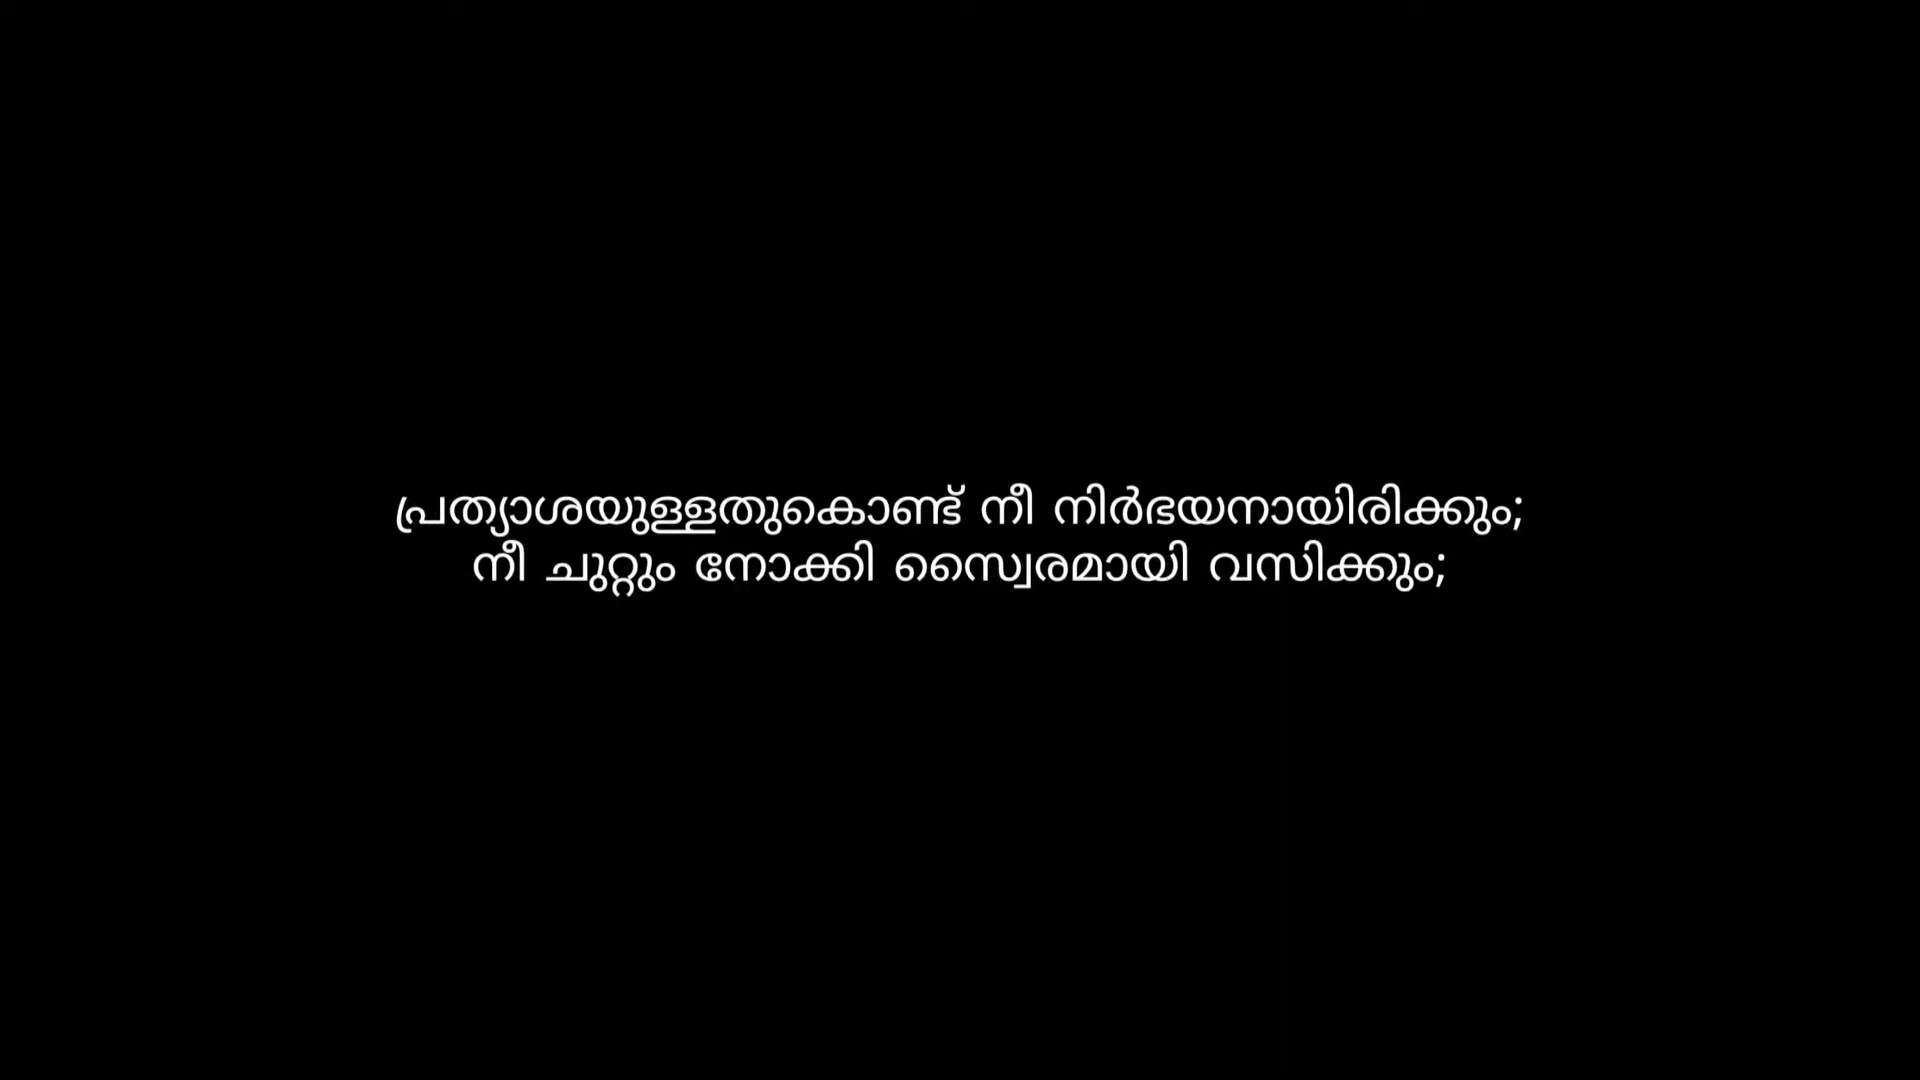 പ്രത്യാശയുള്ളതുകൊണ്ട് നീ നിർഭയനായിരിക്കും;
നീ ചുറ്റും നോക്കി സ്വൈരമായി വസിക്കും;